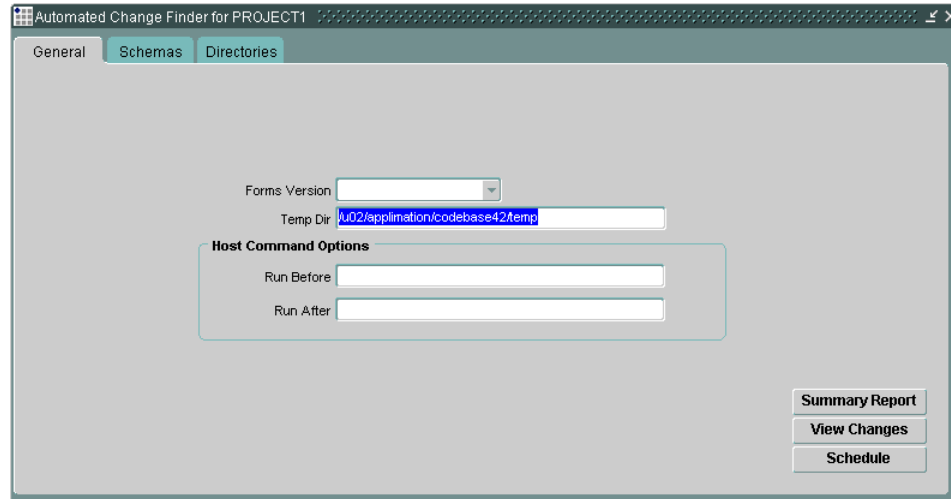 Automated Change Finder for PROJECT1
General Schemas Directories
Forms Version
Temp Dir /u02/applimation/codebase42/temp
Host Command Options
Run Before
Run After
Summary Report
View Changes
Schedule